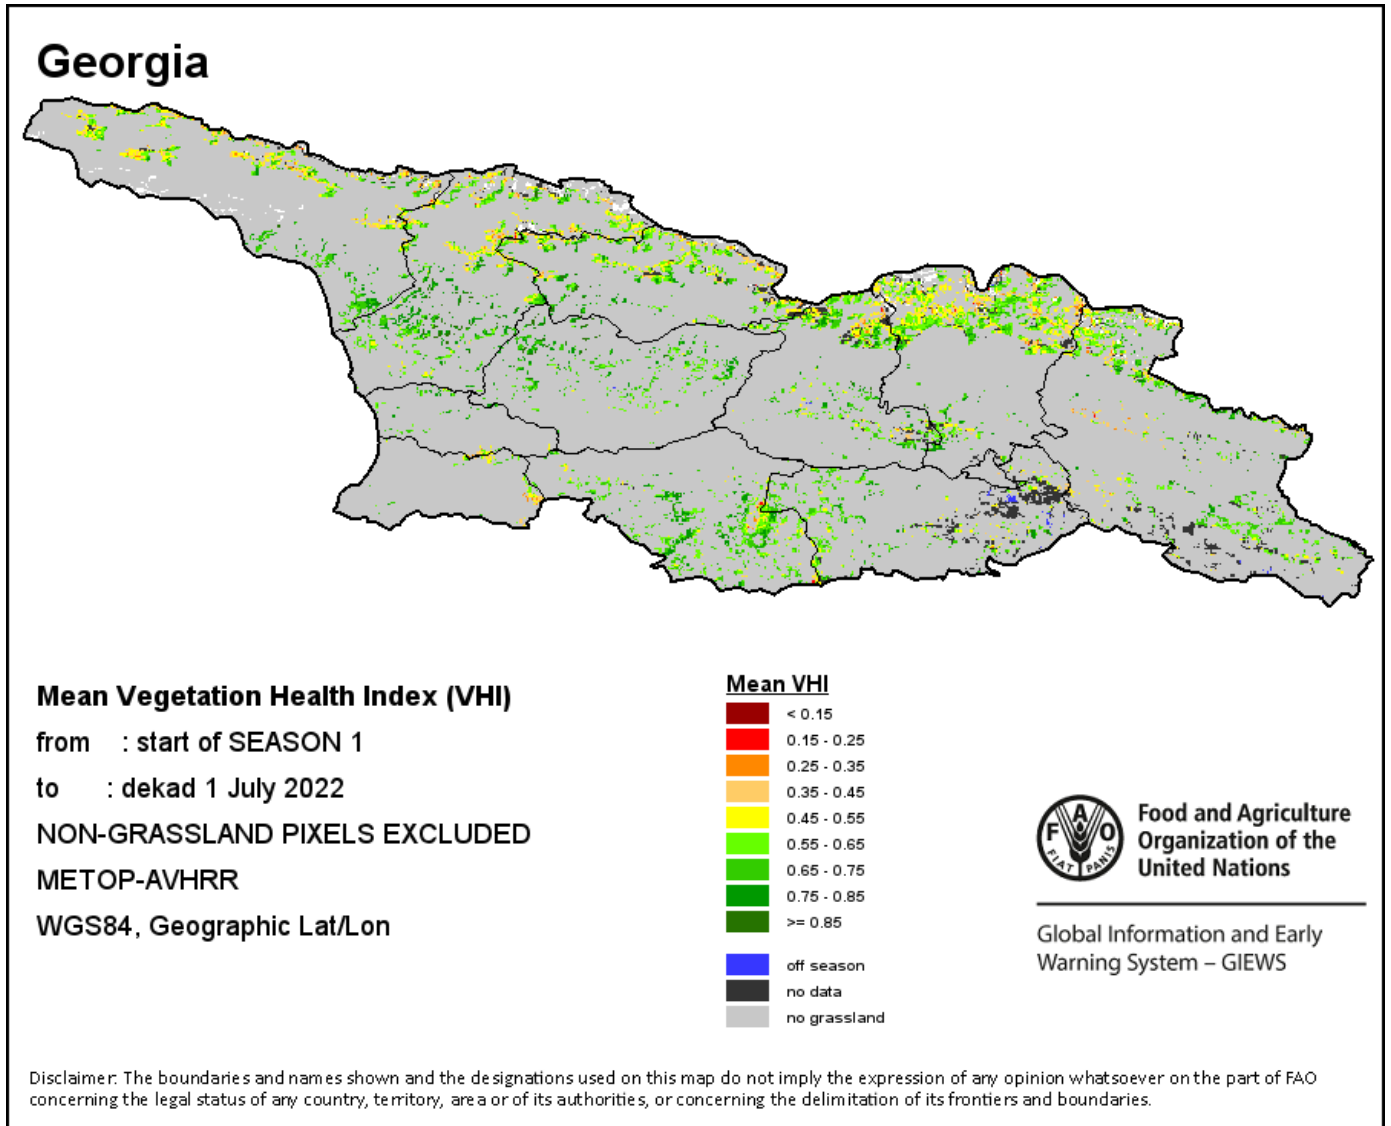 Georgia
Mean Vegetation Health Index (VHI)
from : start of SEASON 1
to : dekad 1 July 2022
NON-GRASSLAND PIXELS EXCLUDED
METOP-AVHRR
WGS84, Geographic Lat/Lon
Mean VHI
< 0.15
0.15 - 0.25
0.25 - 0.35
0.35 - 0.45
0.45 - 0.55
0.55 - 0.65
0.65 - 0.75
0.75 - 0.85
>= 0.85
off season
no data
no grassland
F A O
FIAT PANIS
Food and Agriculture
Organization of the
United Nations
Global Information and Early
Warning System – GIEWS
Disclaimer: The boundaries and names shown and the designations used on this map do not imply the expression of any opinion whatsoever on the part of FAO
concerning the legal status of any country, territory, area or of its authorities, or concerning the delimitation of its frontiers and boundaries.